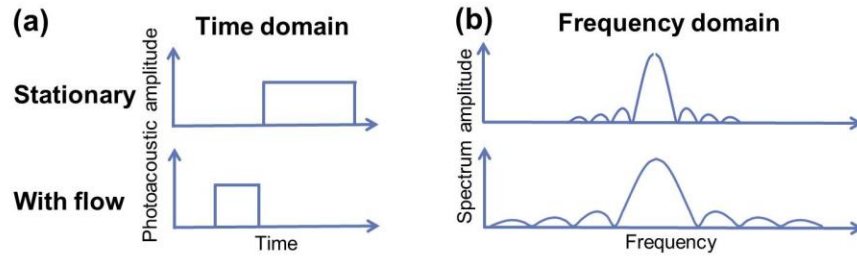 (a) Time domain
(b) Frequency domain
Stationary
With flow
Photoacoustic amplitude
Time
Spectrum amplitude
Frequency